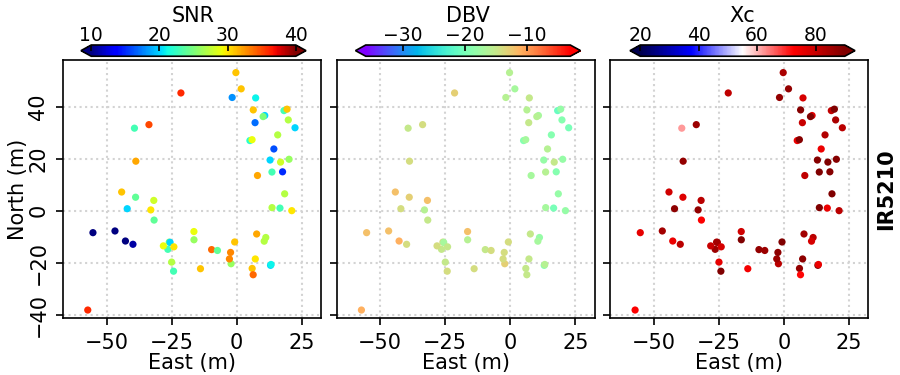 SNR DBV Xc
10 20 30 40 −30 −20 −10 20 40 60 80
North (m)
40
20
0
−20
−40
IR5210
−50 −25 0 25 −50 −25 0 25 −50 −25 0 25
East (m) East (m) East (m)